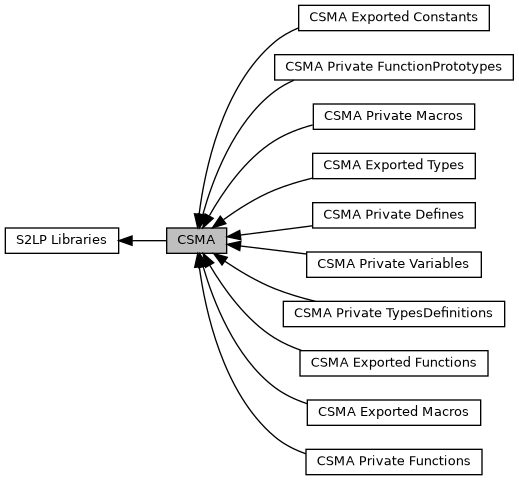 CSMA Exported Constants
CSMA Private FunctionPrototypes
CSMA Private Macros
CSMA Exported Types
CSMA Private Defines
S2LP Libraries
CSMA
CSMA Private Variables
CSMA Private TypesDefinitions
CSMA Exported Functions
CSMA Exported Macros
CSMA Private Functions